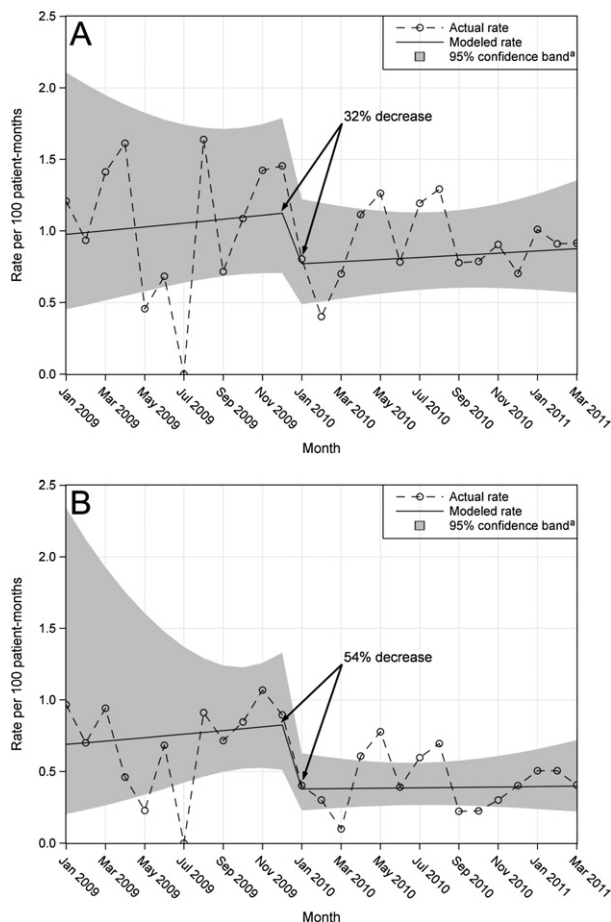 A
Actual rate
Modeled rate
95% confidence bandᵃ
32% decrease
Rate per 100 patient-months
2.5
2.0
1.5
1.0
0.5
0.0
Jan 2009
Mar 2009
May 2009
Jul 2009
Sep 2009
Nov 2009
Jan 2010
Mar 2010
May 2010
Jul 2010
Sep 2010
Nov 2010
Jan 2011
Mar 2011
Month
B
Actual rate
Modeled rate
95% confidence bandᵃ
54% decrease
Rate per 100 patient-months
2.5
2.0
1.5
1.0
0.5
0.0
Jan 2009
Mar 2009
May 2009
Jul 2009
Sep 2009
Nov 2009
Jan 2010
Mar 2010
May 2010
Jul 2010
Sep 2010
Nov 2010
Jan 2011
Mar 2011
Month